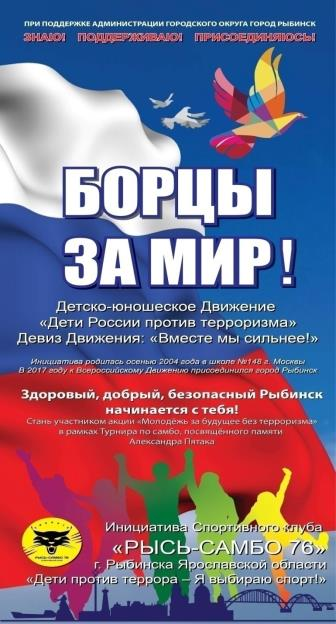 ПРИ ПОДДЕРЖКЕ АДМИНИСТРАЦИИ ГОРОДСКОГО ОКРУГА ГОРОД РЫБИНСК
ЗНАЮ! ПОДДЕРЖИВАЮ! ПРИСОЕДИНЯЮСЬ!
БОРЦЫ
ЗА МИР!
Детско-юношеское Движение
«Дети России против терроризма»
Девиз Движения: «Вместе мы сильнее!»
Инициатива родилась осенью 2004 года в школе №148 г. Москвы
В 2017 году к Всероссийскому Движению присоединился город Рыбинск
Здоровый, добрый, безопасный Рыбинск
начинается с тебя!
Стань участником акции «Молодёжь за будущее без терроризма»
в рамках Турнира по самбо, посвящённого памяти
Александра Пятака
Инициатива Спортивного клуба
«РЫСЬ-САМБО 76»
г. Рыбинска Ярославской области
«Дети против террора – Я выбираю спорт!»
РЫСЬ-САМБО 76